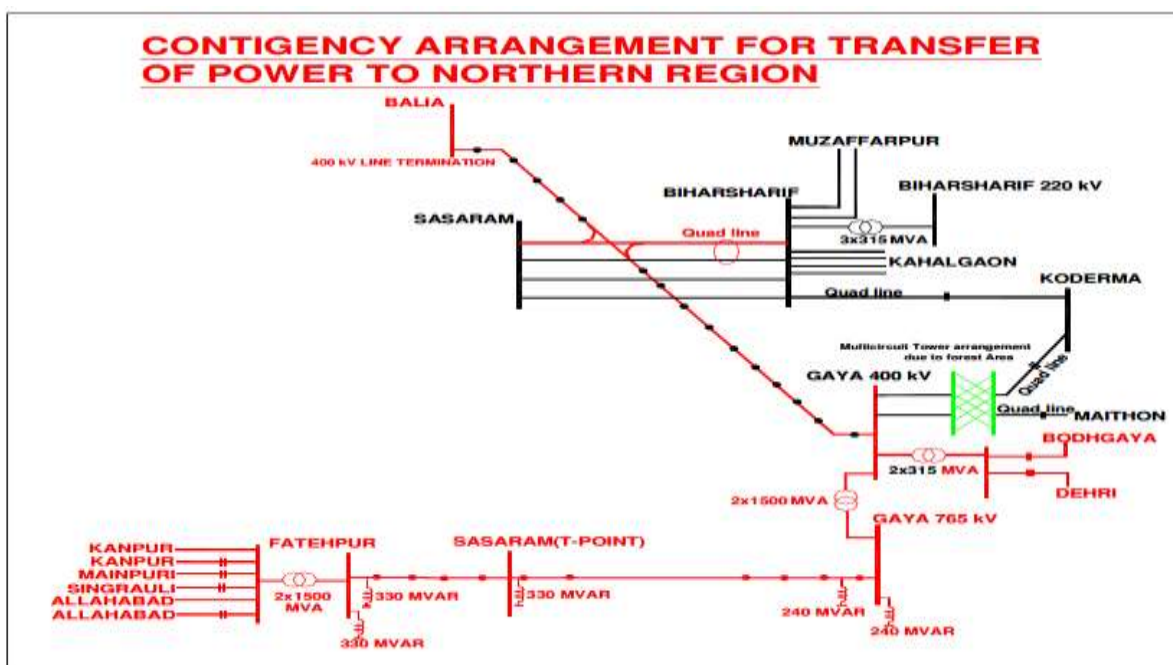 CONTIGENCY ARRANGEMENT FOR TRANSFER
OF POWER TO NORTHERN REGION
BALIA
400 kV LINE TERMINATION
MUZAFFARPUR
BIHARSHARIF
BIHARSHARIF 220 kV
SASARAM
Quad line
3x315 MVA
KAHALGAON
KODERMA
Quad line
Multicircuit Tower arrangement
due to forest Area
GAYA 400 kV
Quad line
Quad line
MAITHON
BODHGAYA
2x315 MVA
DEHRI
2x1500 MVA
GAYA 765 kV
KANPUR
KANPUR
MAINPURI
SINGRAULI
ALLAHABAD
ALLAHABAD
FATEHPUR
2x1500
MVA
SASARAM(T-POINT)
330 MVAR
330 MVAR
330 MVAR
240 MVAR
240 MVAR